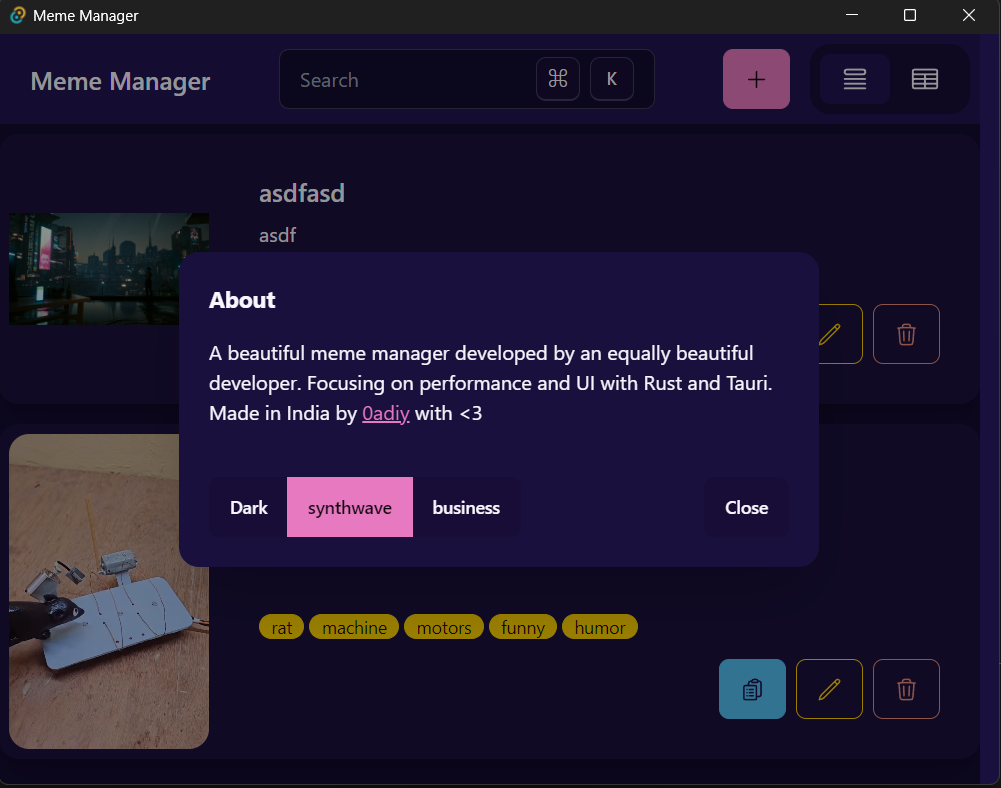 Meme Manager
Meme Manager
Search
⌘
K
asdfasd
asdf
About
A beautiful meme manager developed by an equally beautiful
developer. Focusing on performance and UI with Rust and Tauri.
Made in India by 0adiy with <3
Dark
synthwave
business
Close
rat
machine
motors
funny
humor